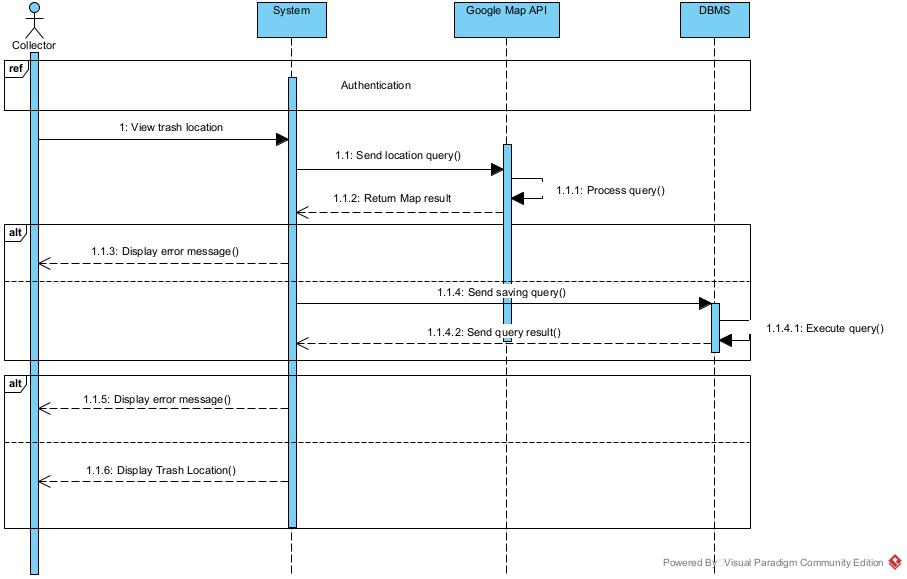 System
Google Map API
DBMS
Collector
ref
Authentication
1: View trash location
1.1: Send location query()
1.1.1: Process query()
1.1.2: Return Map result
alt
1.1.3: Display error message()
1.1.4: Send saving query()
1.1.4.1: Execute query()
1.1.4.2: Send query result()
alt
1.1.5: Display error message()
1.1.6: Display Trash Location()
Powered By Visual Paradigm Community Edition